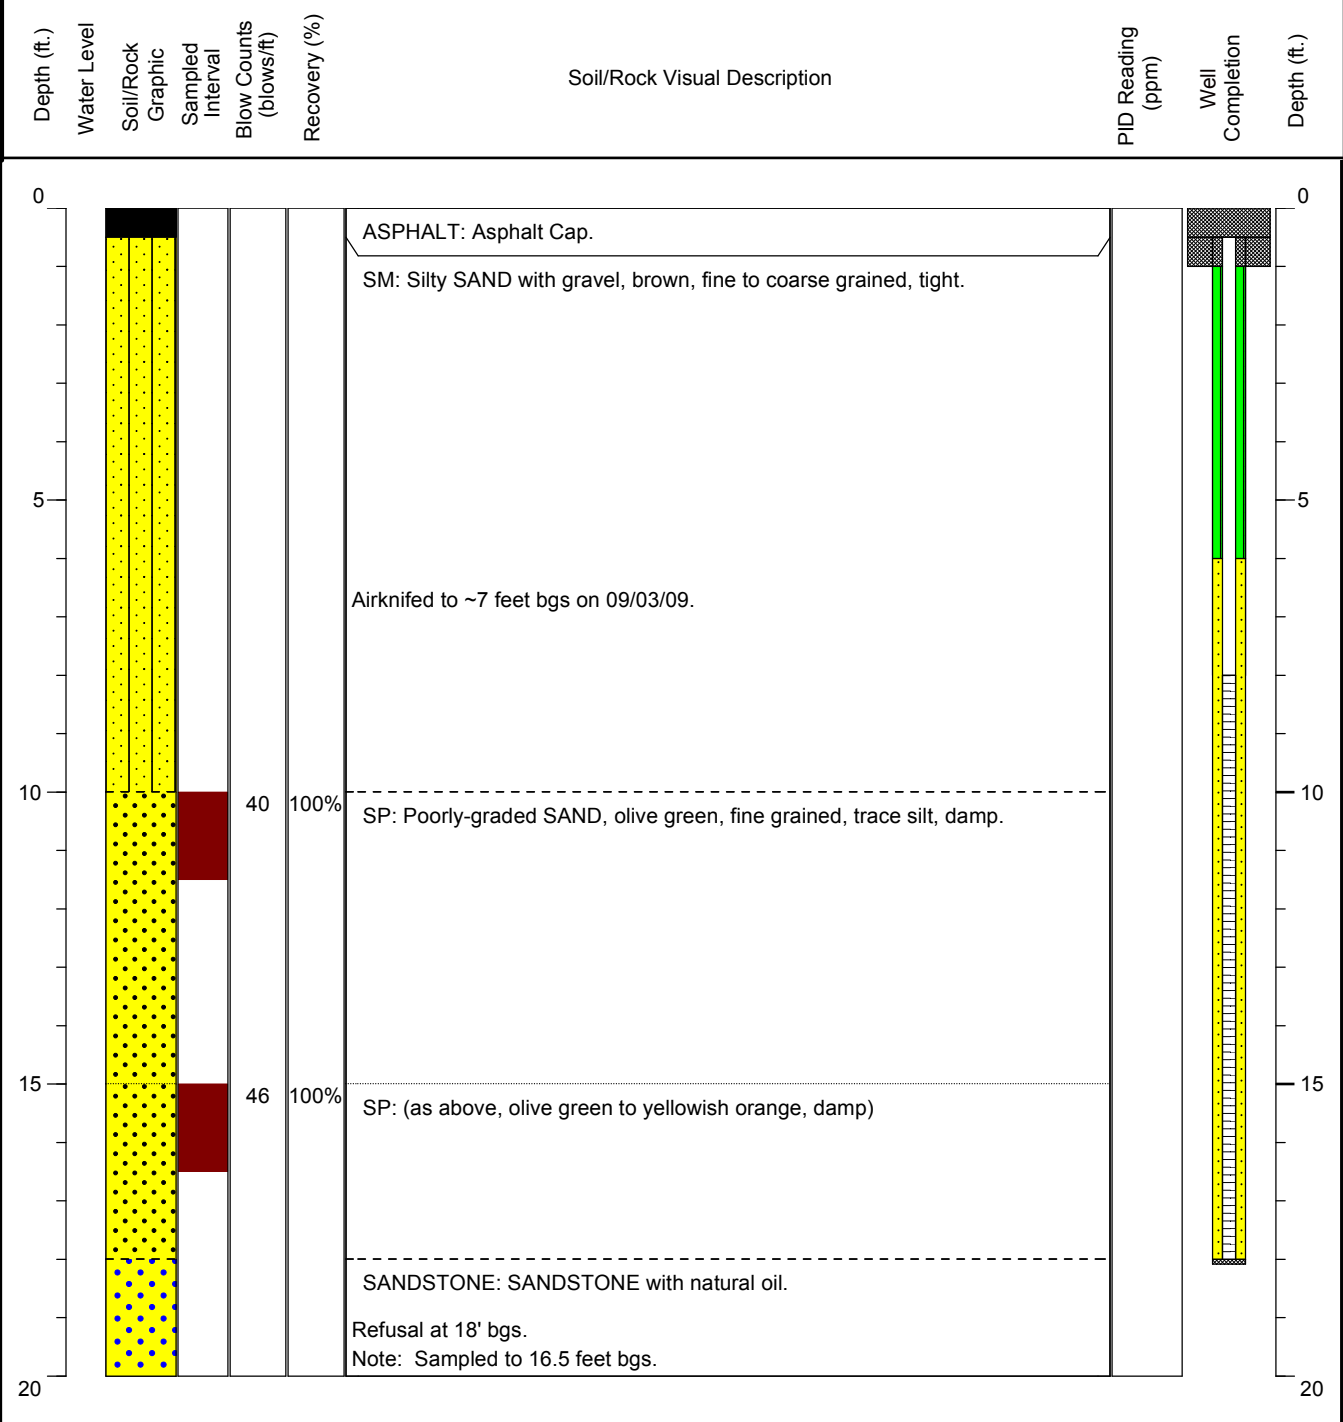 Depth (ft.)
Water Level
Soil/Rock
Graphic
Sampled
Interval
Blow Counts
(blows/ft)
Recovery (%)
Soil/Rock Visual Description
PID Reading
(ppm)
Well
Completion
Depth (ft.)
0
0
ASPHALT: Asphalt Cap.
SM: Silty SAND with gravel, brown, fine to coarse grained, tight.
5
5
Airknifed to ~7 feet bgs on 09/03/09.
10
40
100%
10
SP: Poorly-graded SAND, olive green, fine grained, trace silt, damp.
15
46
100%
15
SP: (as above, olive green to yellowish orange, damp)
SANDSTONE: SANDSTONE with natural oil.
Refusal at 18' bgs.
Note: Sampled to 16.5 feet bgs.
20
20